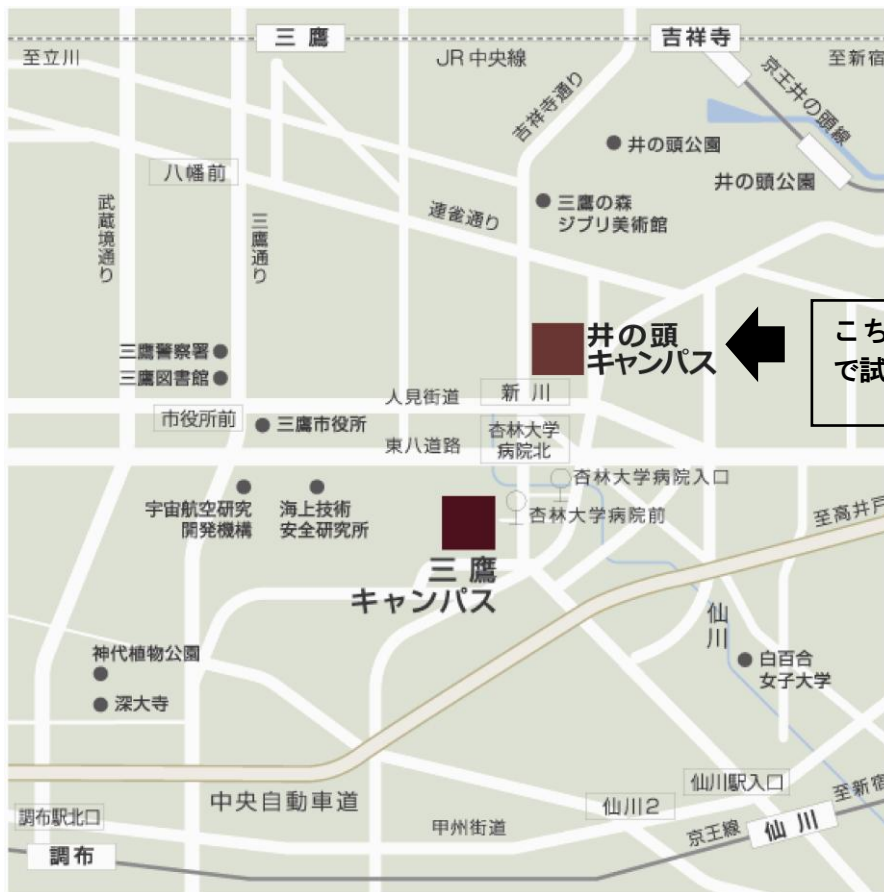 三鷹
吉祥寺
至立川
JR中央線
至新宿
吉祥寺通り
京王井の頭線
井の頭公園
井の頭公園
八幡前
三鷹の森
ジブリ美術館
連雀通り
武蔵境通り
三鷹通り
井の頭
キャンパス
こち
で試
三鷹警察署
三鷹図書館
人見街道
新川
市役所前
三鷹市役所
東八道路
杏林大学
病院北
杏林大学病院入口
宇宙航空研究
開発機構
海上技術
安全研究所
杏林大学病院前
至高井戸
三鷹
キャンパス
仙川
神代植物公園
白百合
女子大学
深大寺
中央自動車道
仙川駅入口
仙川2
至新宿
調布駅北口
甲州街道
京王線
仙川
調布